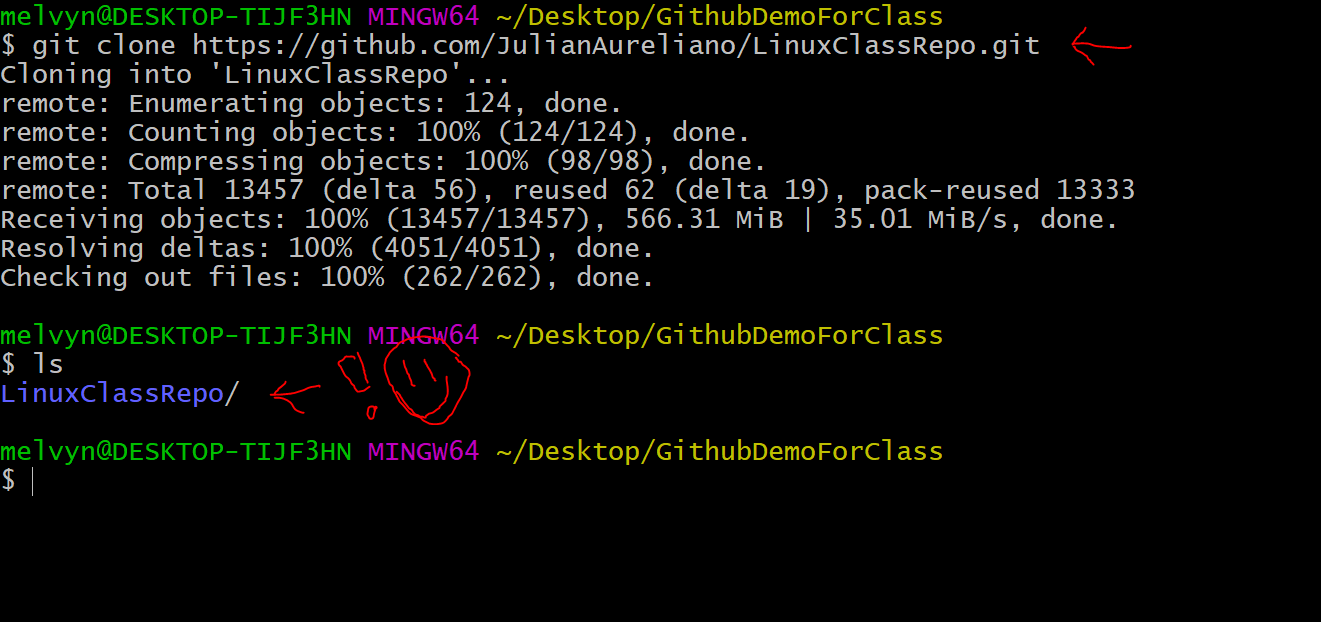 melvyn@DESKTOP-TIJF3HN MINGW64 ~/Desktop/GithubDemoForClass
$ git clone https://github.com/JulianAureliano/LinuxClassRepo.git
Cloning into 'LinuxClassRepo'...
remote: Enumerating objects: 124, done.
remote: Counting objects: 100% (124/124), done.
remote: Compressing objects: 100% (98/98), done.
remote: Total 13457 (delta 56), reused 62 (delta 19), pack-reused 13333
Receiving objects: 100% (13457/13457), 566.31 MiB | 35.01 MiB/s, done.
Resolving deltas: 100% (4051/4051), done.
Checking out files: 100% (262/262), done.
melvyn@DESKTOP-TIJF3HN MINGW64 ~/Desktop/GithubDemoForClass
$ ls
LinuxClassRepo/ !
melvyn@DESKTOP-TIJF3HN MINGW64 ~/Desktop/GithubDemoForClass
$